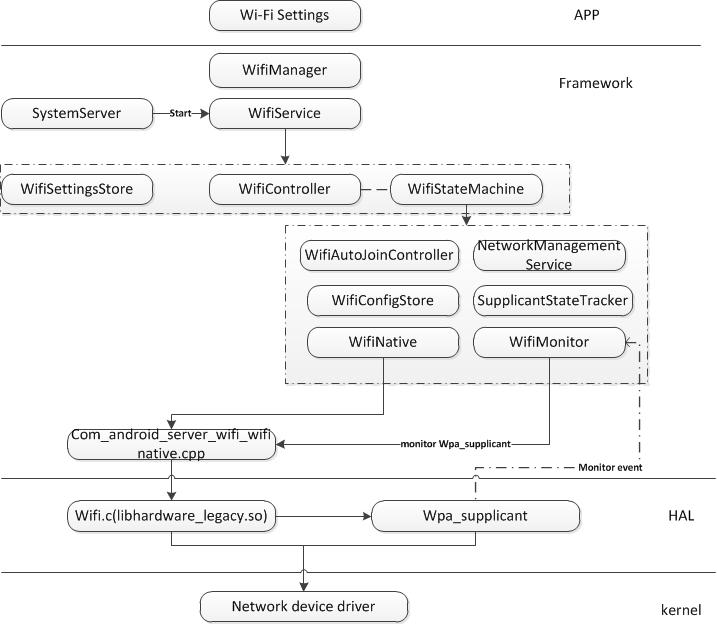 Wi-Fi Settings
APP
WifiManager
Framework
SystemServer
Start
WifiService
WifiSettingsStore
WifiController
WifiStateMachine
WifiAutoJoinController
NetworkManagement
Service
WifiConfigStore
SupplicantStateTracker
WifiNative
WifiMonitor
Com_android_server_wifi_wifi
native.cpp
monitor Wpa_supplicant
Monitor event
Wifi.c(libhardware_legacy.so)
Wpa_supplicant
HAL
Network device driver
kernel